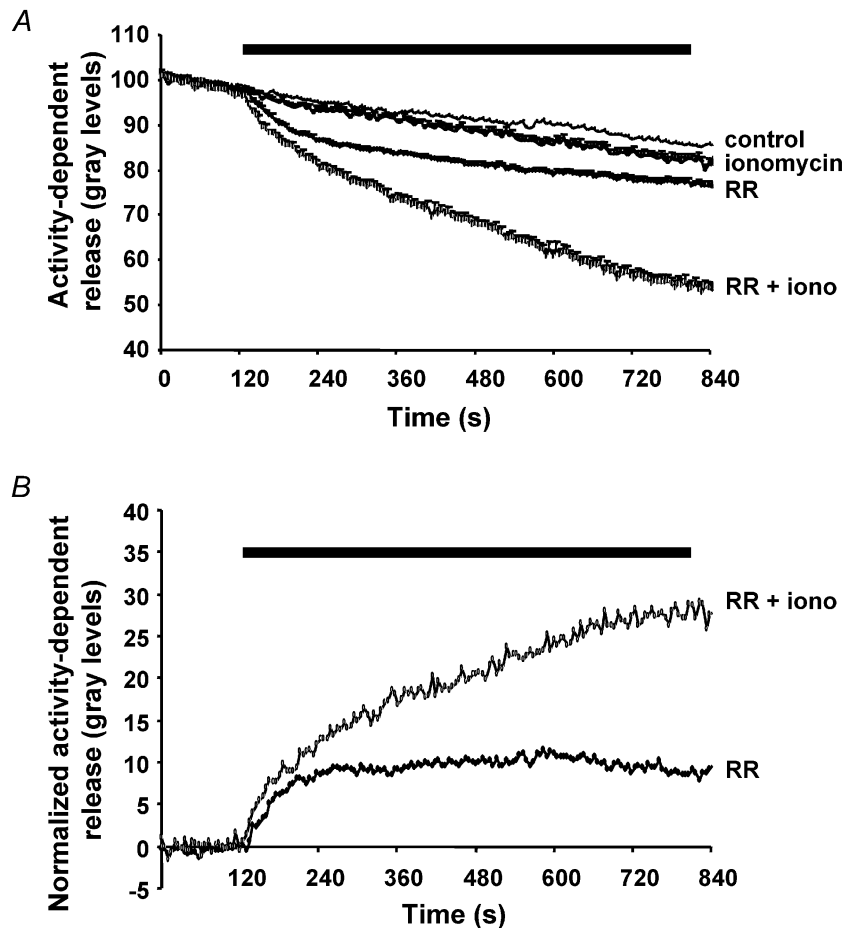 A
Activity-dependent
release (gray levels)
110
100
90
80
70
60
50
40
control
ionomycin
RR
RR + iono
0 120 240 360 480 600 720 840
Time (s)
B
Normalized activity-dependent
release (gray levels)
40
35
30
25
20
15
10
5
0
-5
RR + iono
RR
120 240 360 480 600 720 840
Time (s)